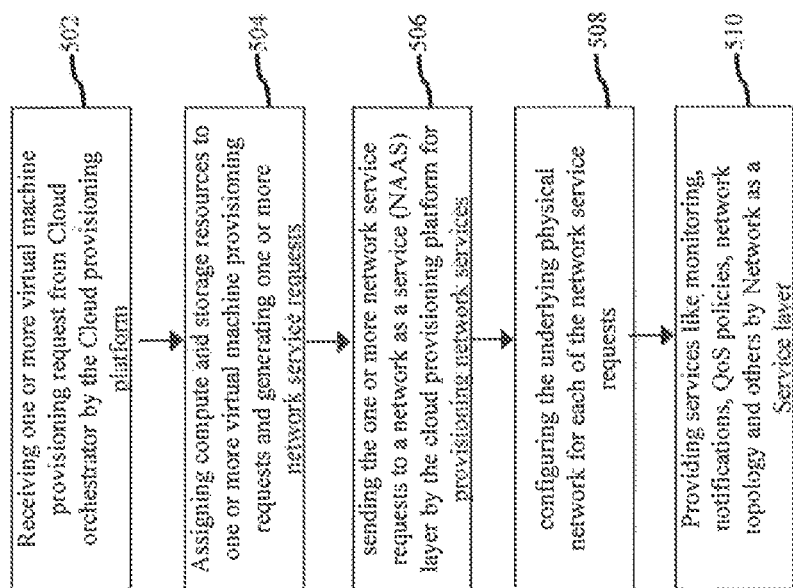 Receiving one or more virtual machine
provisioning request from Cloud
orchestrator by the Cloud provisioning
platform
502
Assigning compute and storage resources to
one or more virtual machine provisioning
requests and generating one or more
network service requests
504
sending the one or more network service
requests to a network as a service (NAAS)
layer by the cloud provisioning platform for
provisioning network services
506
configuring the underlying physical
network for each of the network service
requests
508
Providing services like monitoring,
notifications, QoS policies, network
topology and others by Network as a
Service layer
510